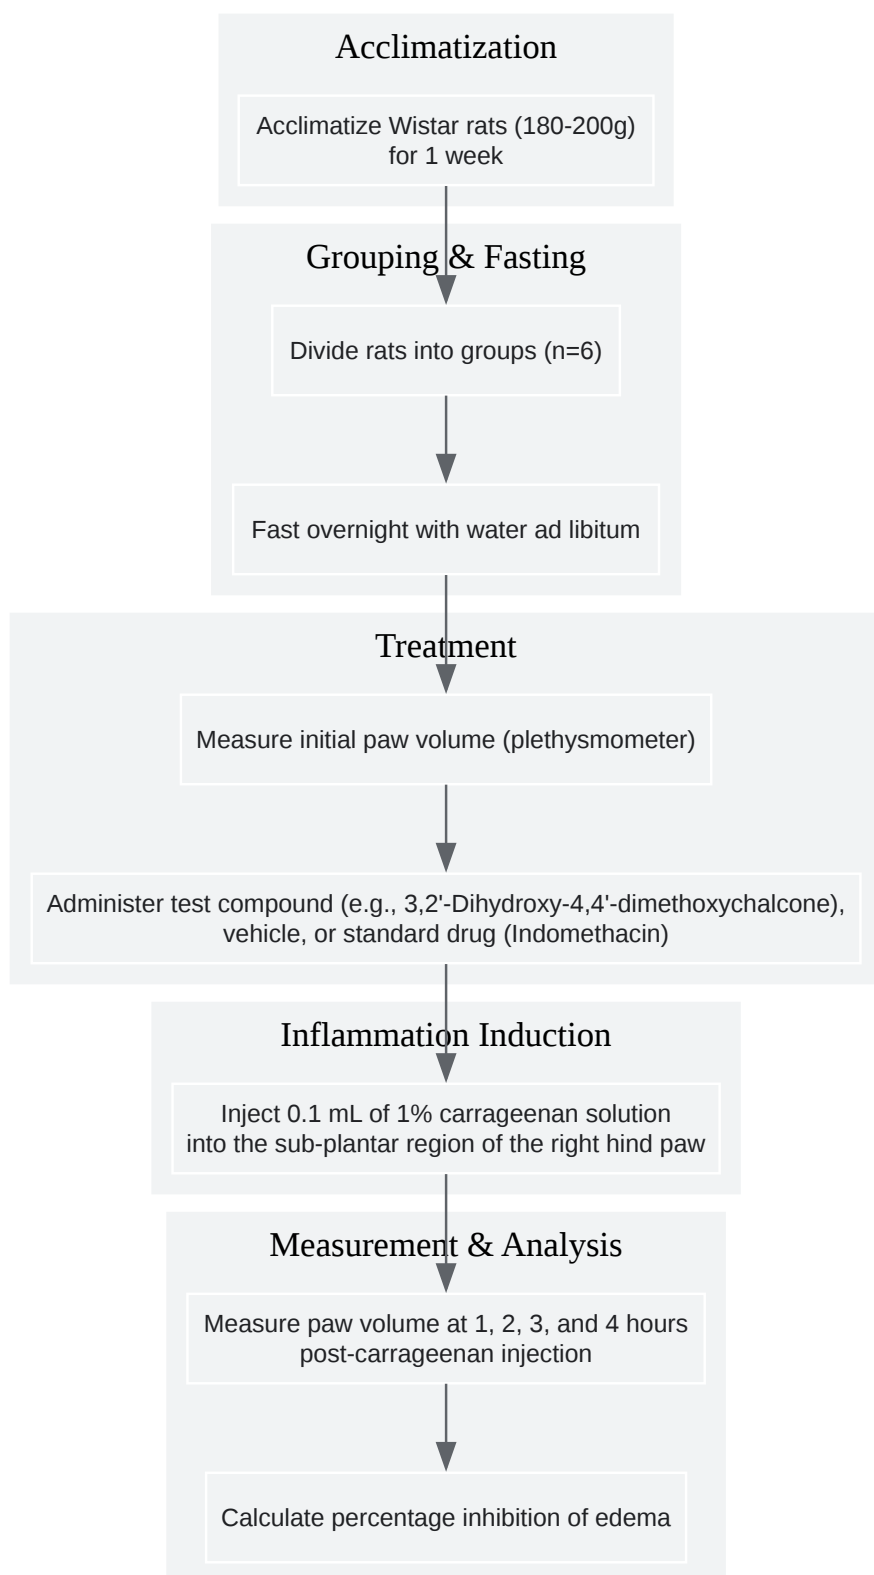 Acclimatization
Acclimatize Wistar rats (180-200g)
for 1 week
Grouping & Fasting
Divide rats into groups (n=6)
Fast overnight with water ad libitum
Treatment
Measure initial paw volume (plethysmometer)
Administer test compound (e.g., 3,2'-Dihydroxy-4,4'-dimethoxychalcone),
vehicle, or standard drug (Indomethacin)
Inflammation Induction
Inject 0.1 mL of 1% carrageenan solution
into the sub-plantar region of the right hind paw
Measurement & Analysis
Measure paw volume at 1, 2, 3, and 4 hours
post-carrageenan injection
Calculate percentage inhibition of edema